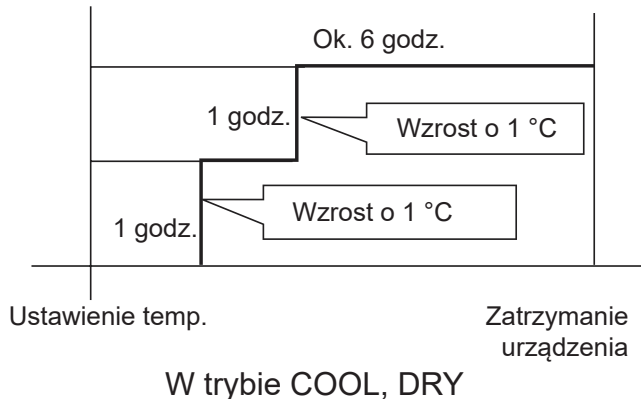 Ok. 6 godz.
1 godz.
Wzrost o 1 °C
Wzrost o 1 °C
1 godz.
Ustawienie temp.
Zatrzymanie
urządzenia
W trybie COOL, DRY